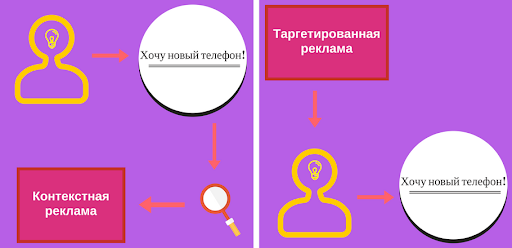 Хочу новый телефон!
Контекстная
реклама
Таргетированная
реклама
Хочу новый телефон!